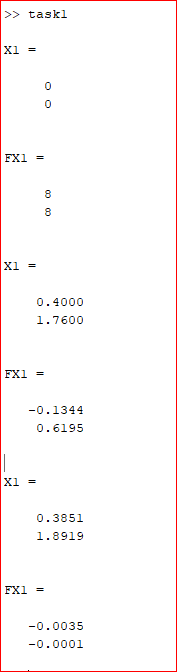 >> task1
X1 =
0
0
FX1 =
8
8
X1 =
0.4000
1.7600
FX1 =
-0.1344
0.6195
X1 =
0.3851
1.8919
FX1 =
-0.0035
-0.0001